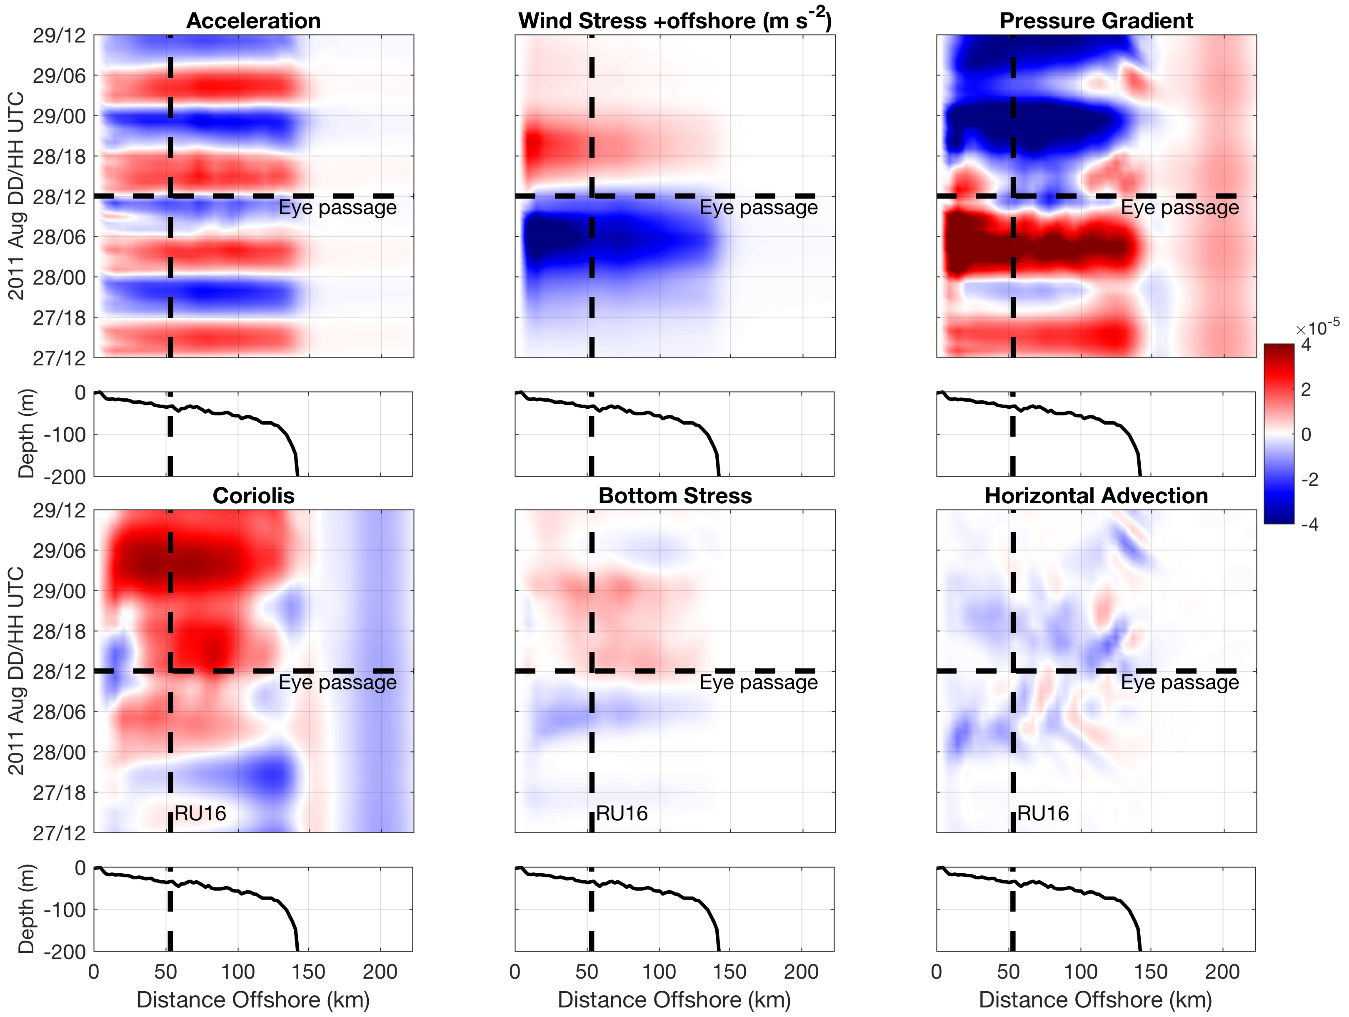 Acceleration
Wind Stress +offshore (m s-2)
Pressure Gradient
2011 Aug DD/HH UTC
29/12
29/06
29/00
28/18
28/12
28/06
28/00
27/18
27/12
Eye passage
Eye passage
Eye passage
×10-5
4
2
0
-2
-4
Depth (m)
0
-100
-200
Coriolis
Bottom Stress
Horizontal Advection
2011 Aug DD/HH UTC
29/12
29/06
29/00
28/18
28/12
28/06
28/00
27/18
27/12
Eye passage
Eye passage
Eye passage
RU16
RU16
RU16
Depth (m)
0
-100
-200
0 50 100 150 200
0 50 100 150 200
0 50 100 150 200
Distance Offshore (km)
Distance Offshore (km)
Distance Offshore (km)